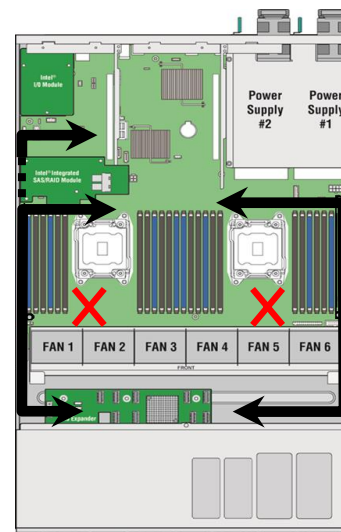 Intel®
I/O Module
Power
Supply
#2
Power
Supply
#1
Intel® Integrated
SAS/RAID Module
FAN 1
FAN 2
FAN 3
FAN 4
FAN 5
FAN 6
FRONT
Expander